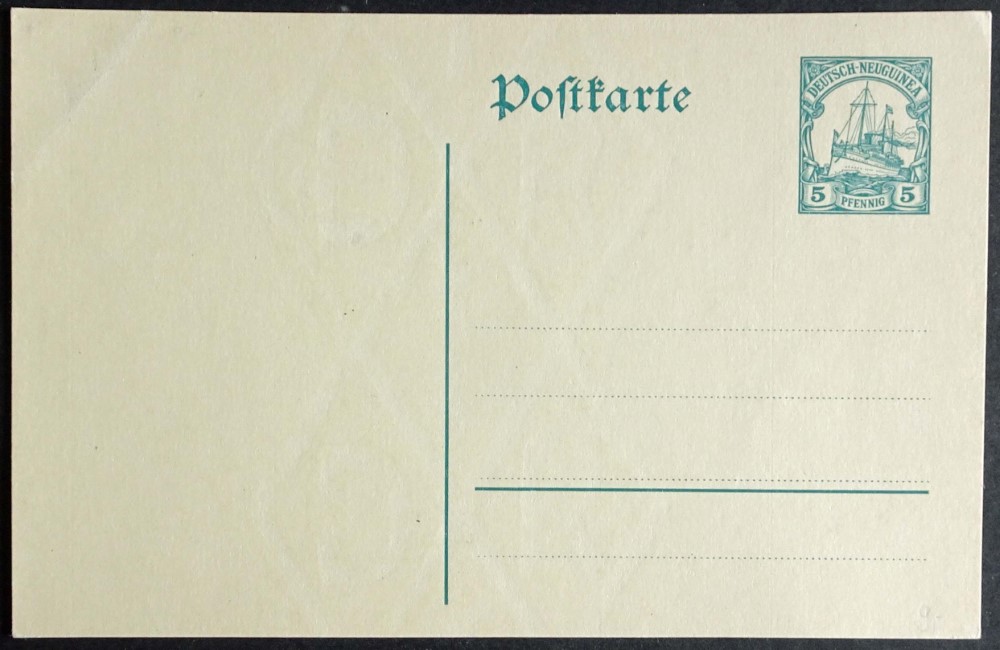 Postkarte
DEUTSCH-NEUGUINEA
5 PFENNIG 5